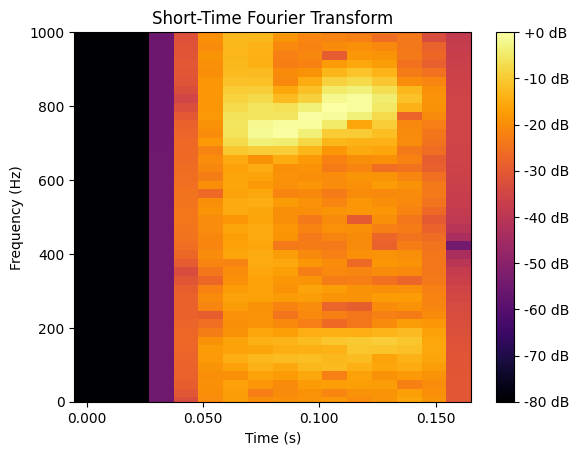 Short-Time Fourier Transform
1000
800
600
400
200
0
Frequency (Hz)
0.000
0.050
0.100
0.150
Time (s)
+0 dB
-10 dB
-20 dB
-30 dB
-40 dB
-50 dB
-60 dB
-70 dB
-80 dB